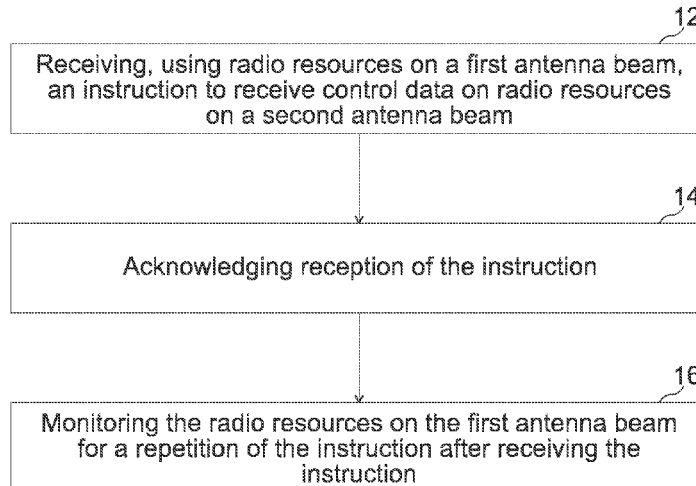 12
Receiving, using radio resources on a first antenna beam,
an instruction to receive control data on radio resources
on a second antenna beam
14
Acknowledging reception of the instruction
16
Monitoring the radio resources on the first antenna beam
for a repetition of the instruction after receiving the
instruction